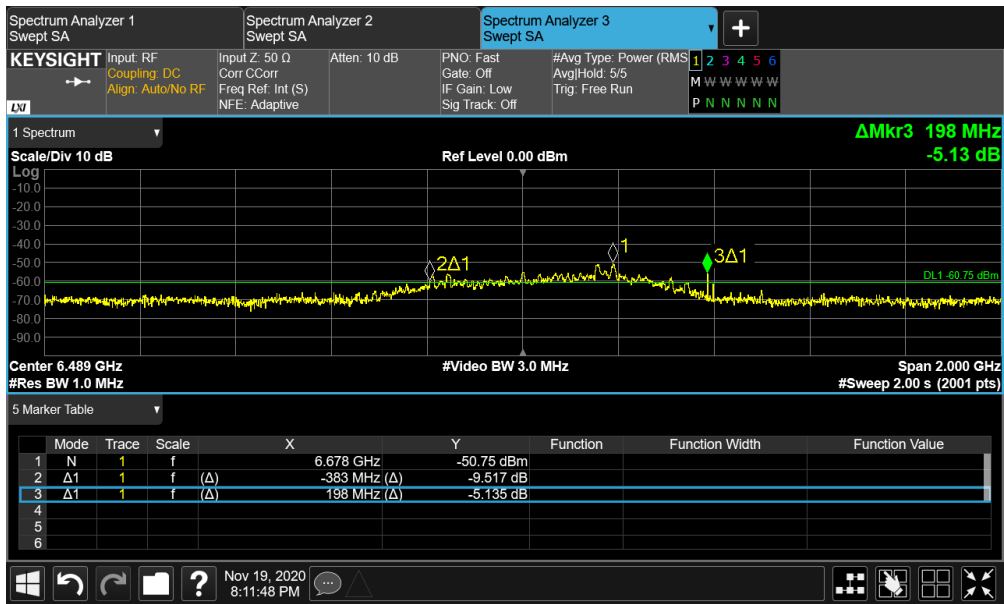 Spectrum Analyzer 1
Swept SA
Spectrum Analyzer 2
Swept SA
Spectrum Analyzer 3
Swept SA
KEYSIGHT
LXI
Input: RF
Coupling: DC
Align: Auto/No RF
Input Z: 50 Ω
Corr CCorr
Freq Ref: Int (S)
NFE: Adaptive
Atten: 10 dB
PNO: Fast
Gate: Off
IF Gain: Low
Sig Track: Off
#Avg Type: Power (RMS
Avg|Hold: 5/5
Trig: Free Run
1 2 3 4 5 6
M W W W W W
P N N N N N
1 Spectrum
ΔMkr3 198 MHz
-5.13 dB
Scale/Div 10 dB
Ref Level 0.00 dBm
Log
-10.0
-20.0
-30.0
-40.0
-50.0
-60.0
-70.0
-80.0
-90.0
2Δ1
1
3Δ1
DL1 -60.75 dBm
Center 6.489 GHz
#Video BW 3.0 MHz
Span 2.000 GHz
#Res BW 1.0 MHz
#Sweep 2.00 s (2001 pts)
5 Marker Table
Mode Trace Scale X Y Function Function Width Function Value
1 N 1 f 6.678 GHz -50.75 dBm
2 Δ1 1 f (Δ) -383 MHz (Δ) -9.517 dB
3 Δ1 1 f (Δ) 198 MHz (Δ) -5.135 dB
4
5
6
Nov 19, 2020
8:11:48 PM